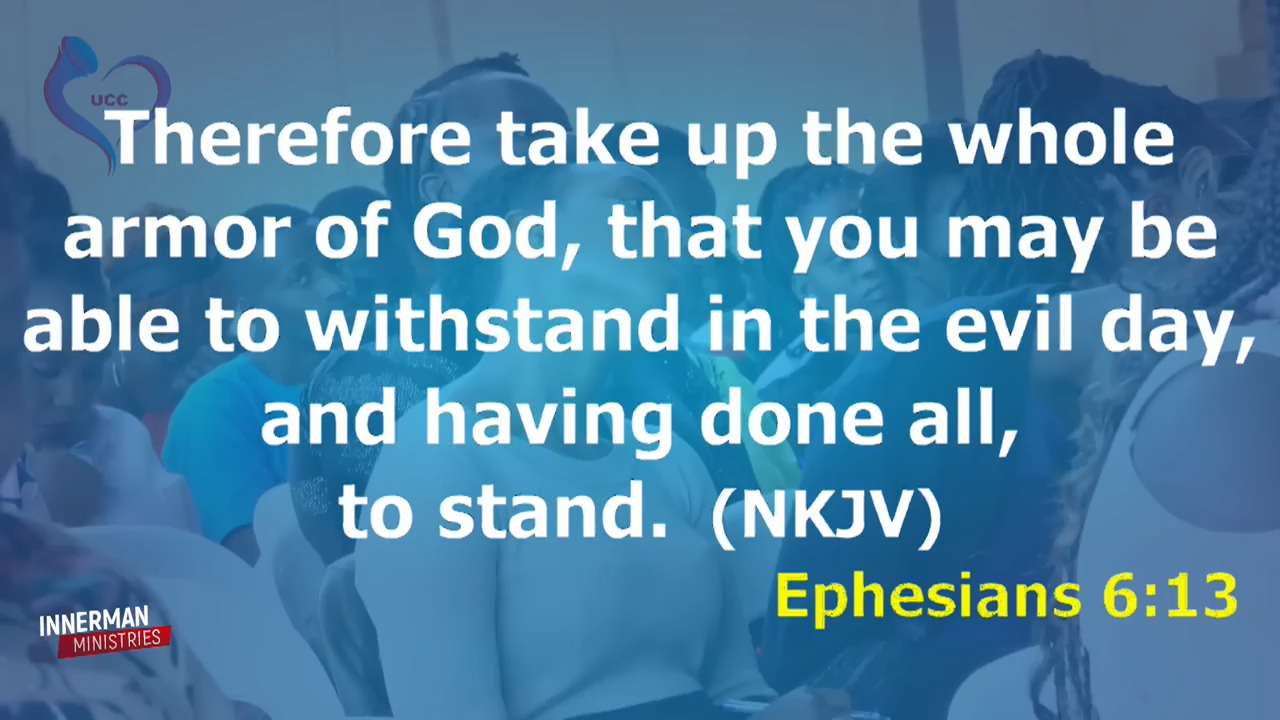 UCC
Therefore take up the whole
armor of God, that you may be
able to withstand in the evil day,
and having done all,
to stand. (NKJV)
Ephesians 6:13
INNERMAN
MINISTRIES